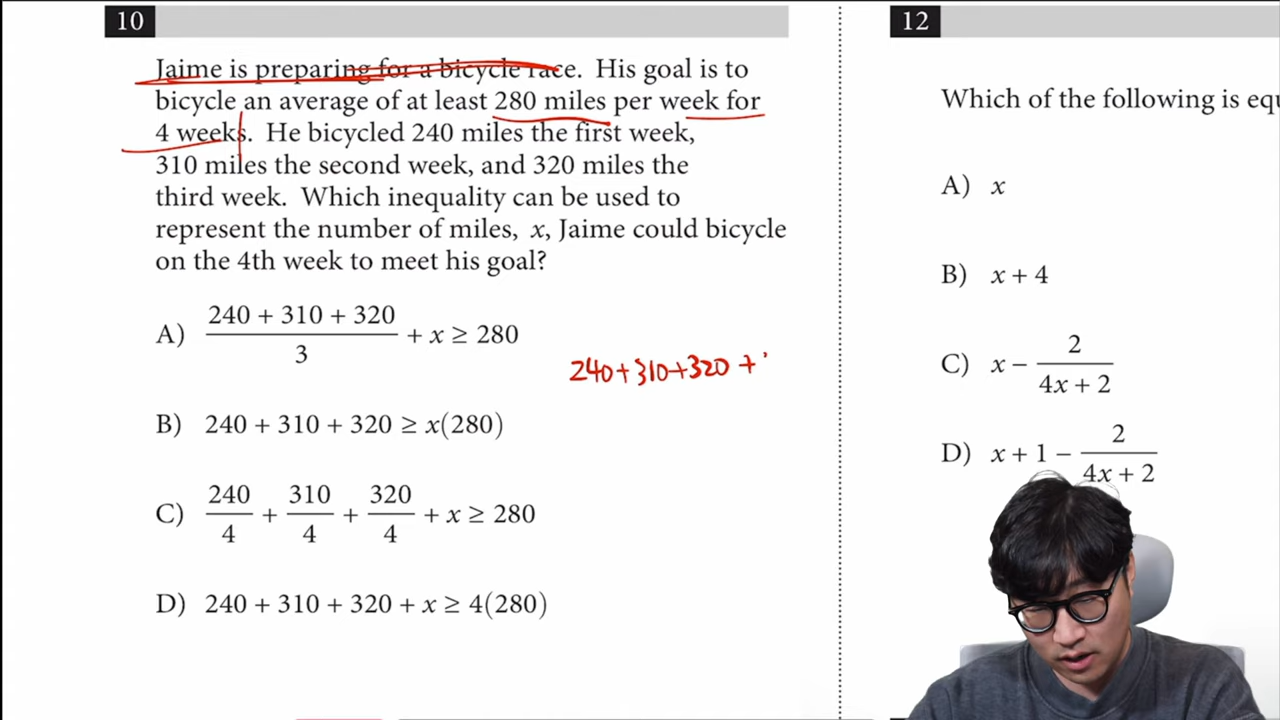 10
Jaime is preparing for a bicycle race. His goal is to
bicycle an average of at least 280 miles per week for
4 weeks. He bicycled 240 miles the first week,
310 miles the second week, and 320 miles the
third week. Which inequality can be used to
represent the number of miles, x, Jaime could bicycle
on the 4th week to meet his goal?
A) (240 + 310 + 320)/3 + x ≥ 280
B) 240 + 310 + 320 ≥ x(280)
C) 240/4 + 310/4 + 320/4 + x ≥ 280
D) 240 + 310 + 320 + x ≥ 4(280)
240+310+320 +
12
Which of the following is
A) x
B) x + 4
C) x − 2/(4x + 2)
D) x + 1 − 2/(4x + 2)